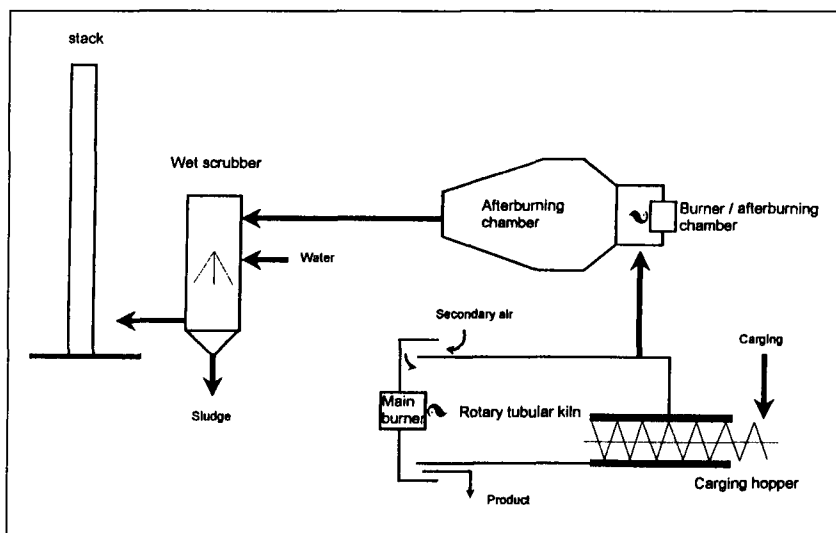 stack
Wet scrubber
Afterburning
chamber
Burner / afterburning
chamber
Water
Secondary air
Carging
Main
burner
Rotary tubular kiln
Sludge
Carging hopper
Product